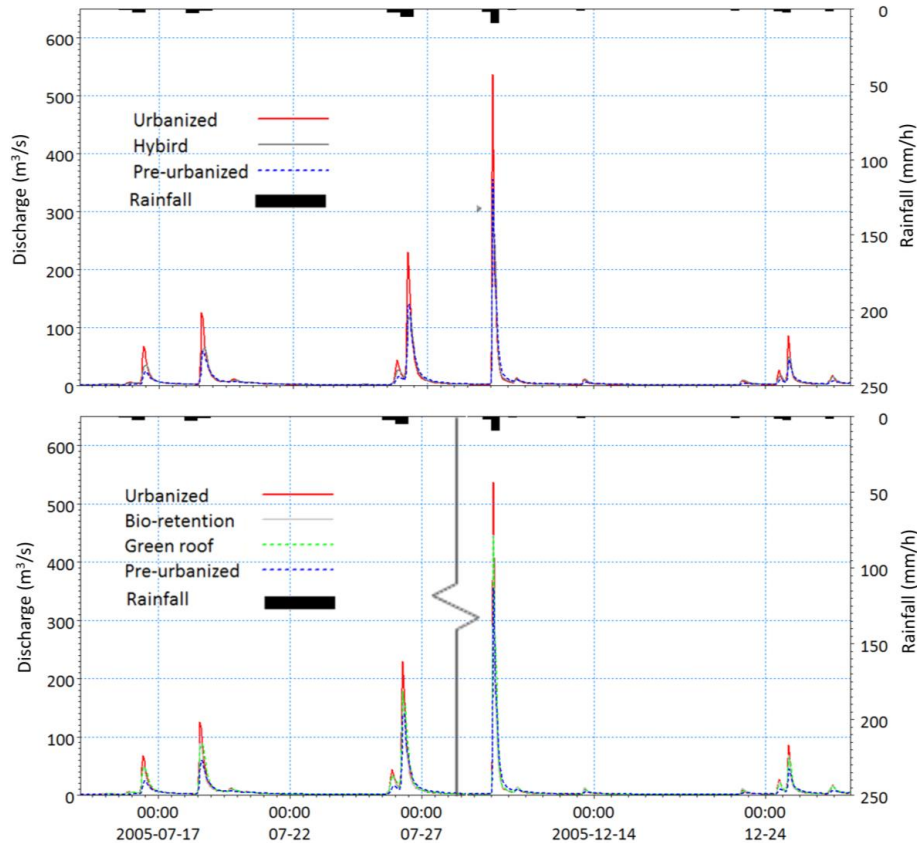 600
500
400
300
200
100
0
Discharge (m³/s)
Urbanized
Hybird
Pre-urbanized
Rainfall
0
50
100
150
200
250
Rainfall (mm/h)
600
500
400
300
200
100
0
Discharge (m³/s)
Urbanized
Bio-retention
Green roof
Pre-urbanized
Rainfall
0
50
100
150
200
250
Rainfall (mm/h)
00:00 00:00 00:00 00:00 00:00
2005-07-17 07-22 07-27 2005-12-14 12-24